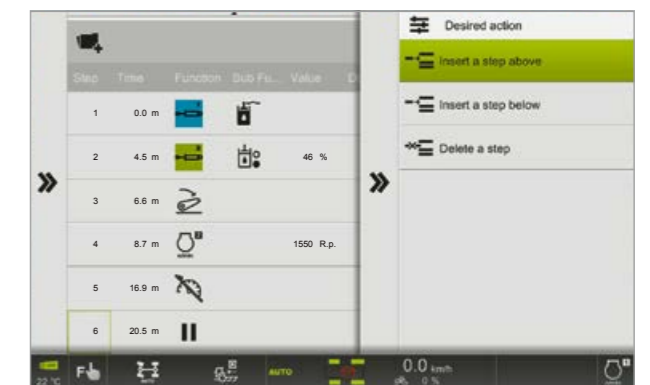 Desired action
Insert a step above
Step Time Function Sub Fu... Value D
1 0.0 m
Insert a step below
2 4.5 m 46 %
Delete a step
3 6.6 m
4 8.7 m 1550 R.p.
5 16.9 m
6 20.5 m
22 °C F AUTO AUTO 0.0 km/h
0 %